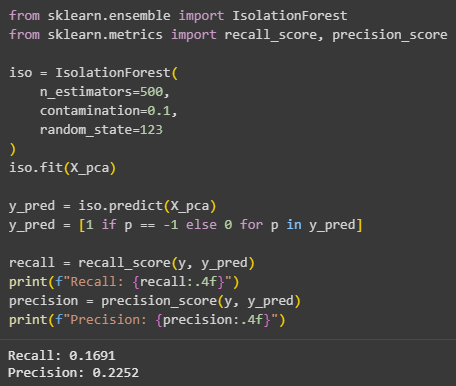 from sklearn.ensemble import IsolationForest
from sklearn.metrics import recall_score, precision_score

iso = IsolationForest(
    n_estimators=500,
    contamination=0.1,
    random_state=123
)
iso.fit(X_pca)

y_pred = iso.predict(X_pca)
y_pred = [1 if p == -1 else 0 for p in y_pred]

recall = recall_score(y, y_pred)
print(f"Recall: {recall:.4f}")
precision = precision_score(y, y_pred)
print(f"Precision: {precision:.4f}")

Recall: 0.1691
Precision: 0.2252